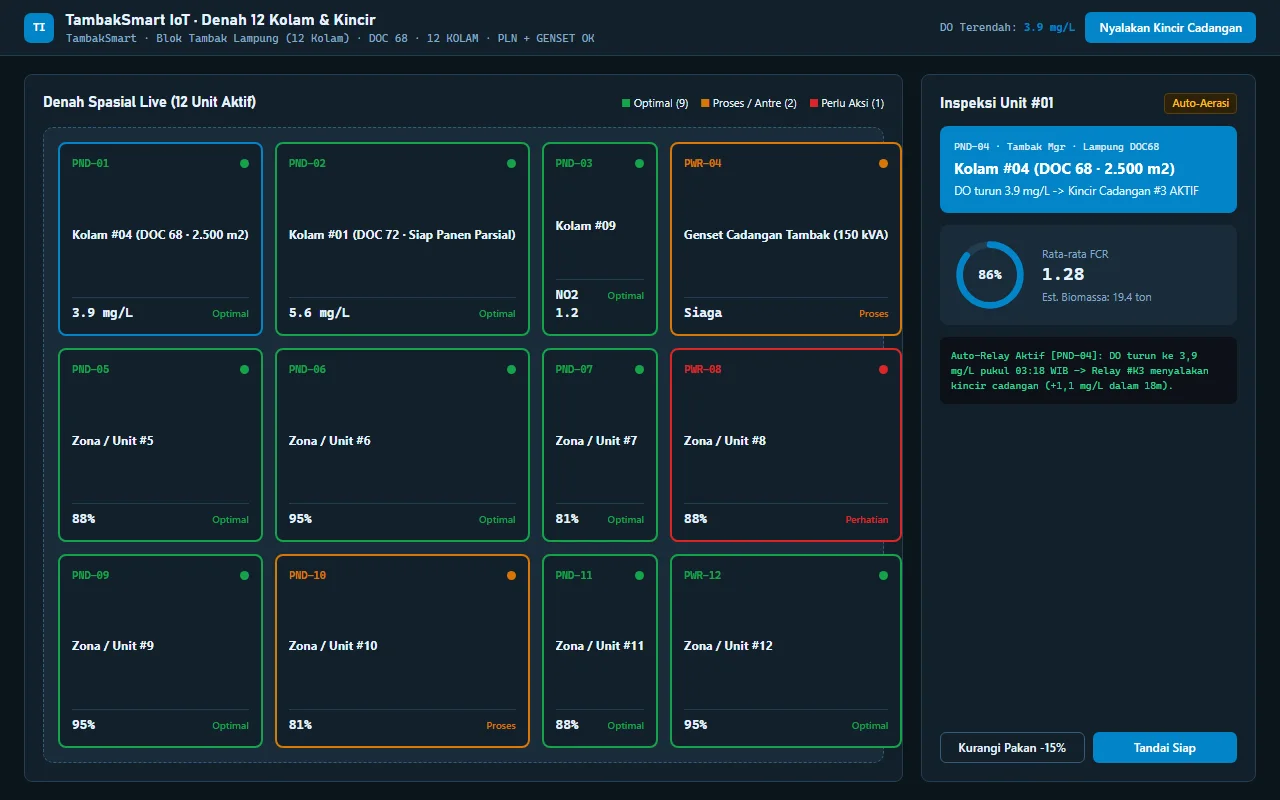 TI
TambakSmart IoT · Denah 12 Kolam & Kincir
TambakSmart · Blok Tambak Lampung (12 Kolam) · DOC 68 · 12 KOLAM · PLN + GENSET OK
DO Terendah: 3.9 mg/L
Nyalakan Kincir Cadangan
Denah Spasial Live (12 Unit Aktif)
Optimal (9)
Proses / Antre (2)
Perlu Aksi (1)
PND-01
Kolam #04 (DOC 68 · 2.500 m2)
3.9 mg/L
Optimal
PND-02
Kolam #01 (DOC 72 · Siap Panen Parsial)
5.6 mg/L
Optimal
PND-03
Kolam #09
NO2
1.2
Optimal
PWR-04
Genset Cadangan Tambak (150 kVA)
Siaga
Proses
PND-05
Zona / Unit #5
88%
Optimal
PND-06
Zona / Unit #6
95%
Optimal
PND-07
Zona / Unit #7
81%
Optimal
PWR-08
Zona / Unit #8
88%
Perhatian
PND-09
Zona / Unit #9
95%
Optimal
PND-10
Zona / Unit #10
81%
Proses
PND-11
Zona / Unit #11
88%
Optimal
PWR-12
Zona / Unit #12
95%
Optimal
Inspeksi Unit #01
Auto-Aerasi
PND-04 · Tambak Mgr · Lampung DOC68
Kolam #04 (DOC 68 · 2.500 m2)
DO turun 3.9 mg/L -> Kincir Cadangan #3 AKTIF
86%
Rata-rata FCR
1.28
Est. Biomassa: 19.4 ton
Auto-Relay Aktif [PND-04]: DO turun ke 3,9
mg/L pukul 03:18 WIB -> Relay #K3 menyalakan
kincir cadangan (+1,1 mg/L dalam 18m).
Kurangi Pakan -15%
Tandai Siap